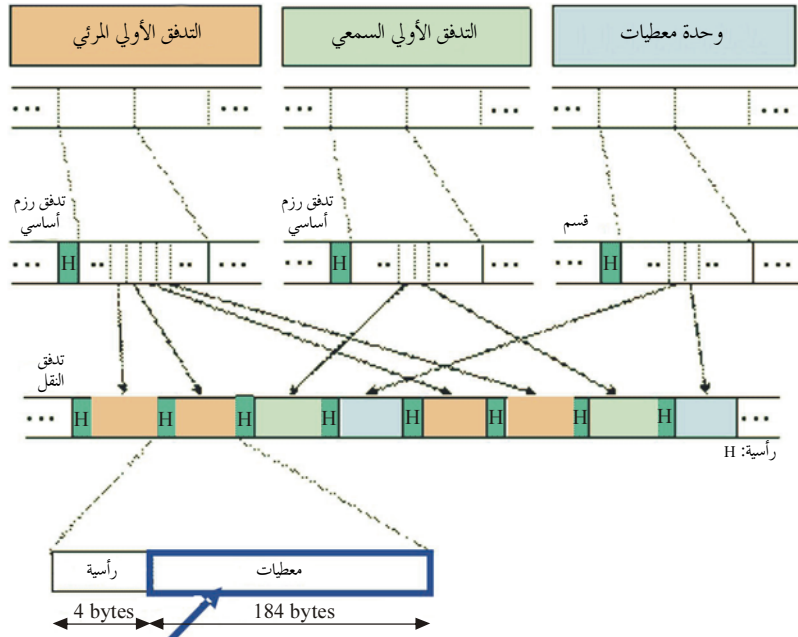 وحدة معطيات
التدفق الأولي السمعي
التدفق الأولي المرئي
... ...
... ...
... ...
قسم
تدفق رزم
أساسي
تدفق رزم
أساسي
... H .. .. ...
... H .. .. ...
... H .. .. ...
تدفق
النقل
... H H H H H H H H ...
رأسية: H
رأسية
معطيات
4 bytes
184 bytes